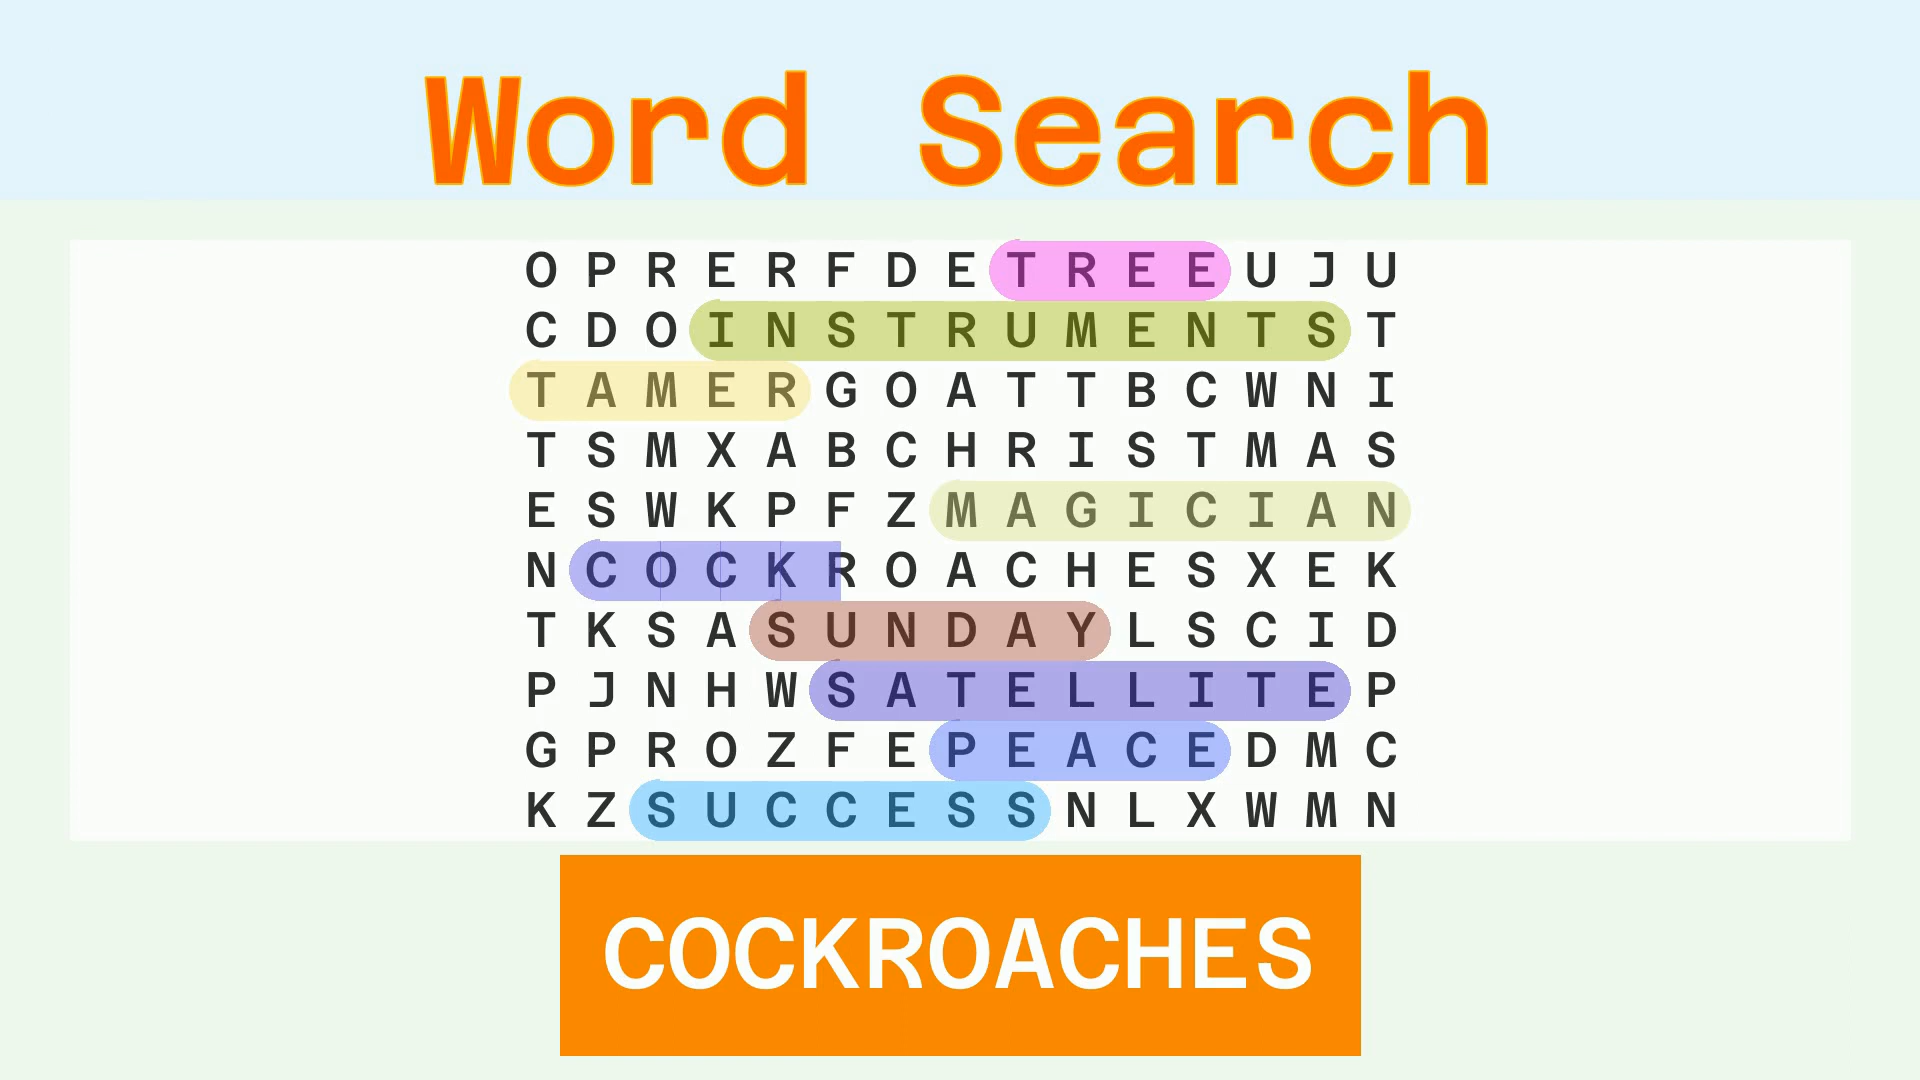 Word Search
O P R E R F D E T R E E U J U
C D O I N S T R U M E N T S T
T A M E R G O A T T B C W N I
T S M X A B C H R I S T M A S
E S W K P F Z M A G I C I A N
N C O C K R O A C H E S X E K
T K S A S U N D A Y L S C I D
P J N H W S A T E L L I T E P
G P R O Z F E P E A C E D M C
K Z S U C C E S S N L X W M N
COCKROACHES